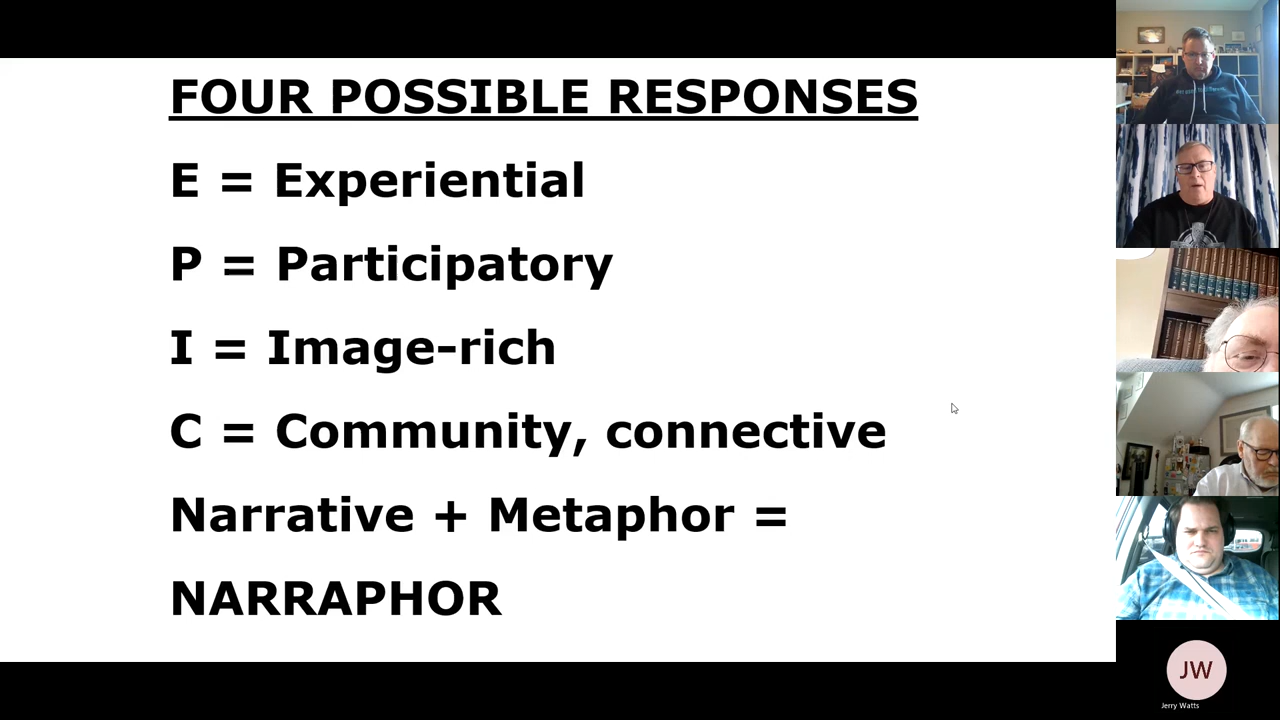 FOUR POSSIBLE RESPONSES
E = Experiential
P = Participatory
I = Image-rich
C = Community, connective
Narrative + Metaphor =
NARRAPHOR
JW
Jerry Watts